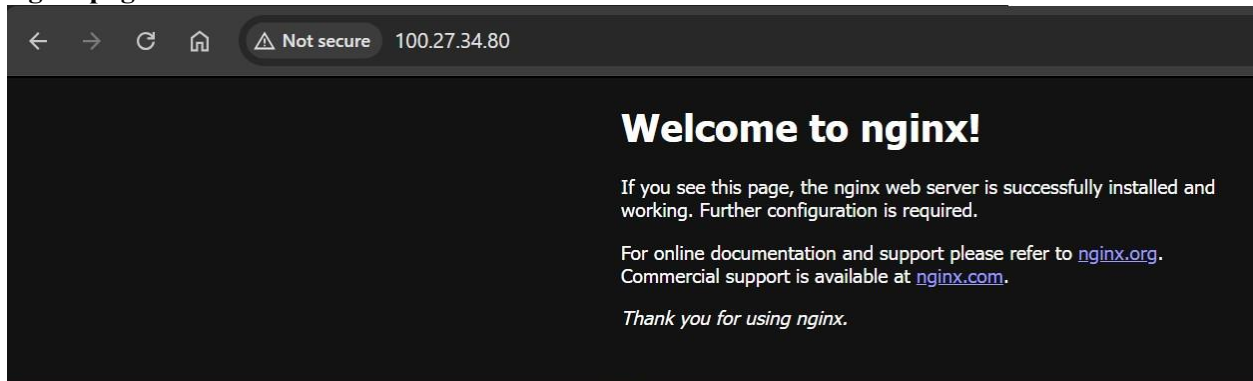 Not secure 100.27.34.80
Welcome to nginx!
If you see this page, the nginx web server is successfully installed and
working. Further configuration is required.
For online documentation and support please refer to nginx.org.
Commercial support is available at nginx.com.
Thank you for using nginx.